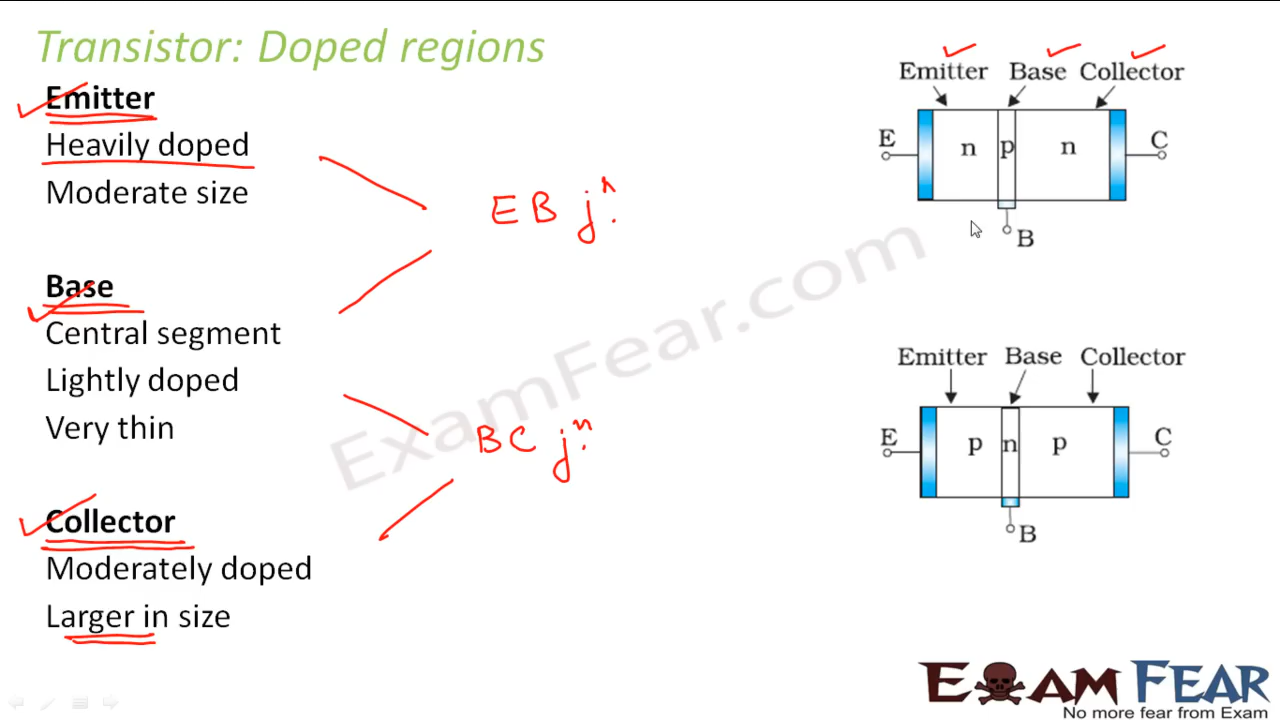 Transistor: Doped regions
Emitter
Heavily doped
Moderate size
EB jⁿ.
Base
Central segment
Lightly doped
Very thin
BC jⁿ.
Collector
Moderately doped
Larger in size
Emitter Base Collector
E n p n C
B
Emitter Base Collector
E p n p C
B
ExamFear.com
EXAM FEAR
No more fear from Exam